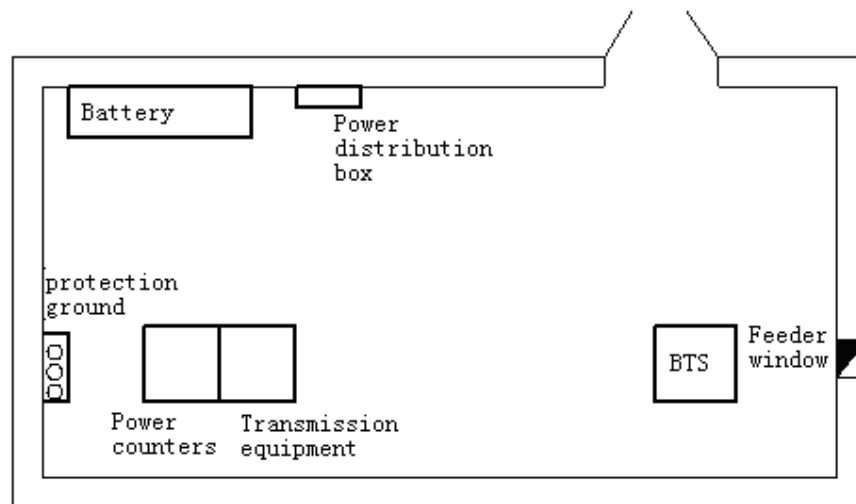 Battery
Power
distribution
box
protection
ground
Feeder
window
BTS
Power
counters
Transmission
equipment